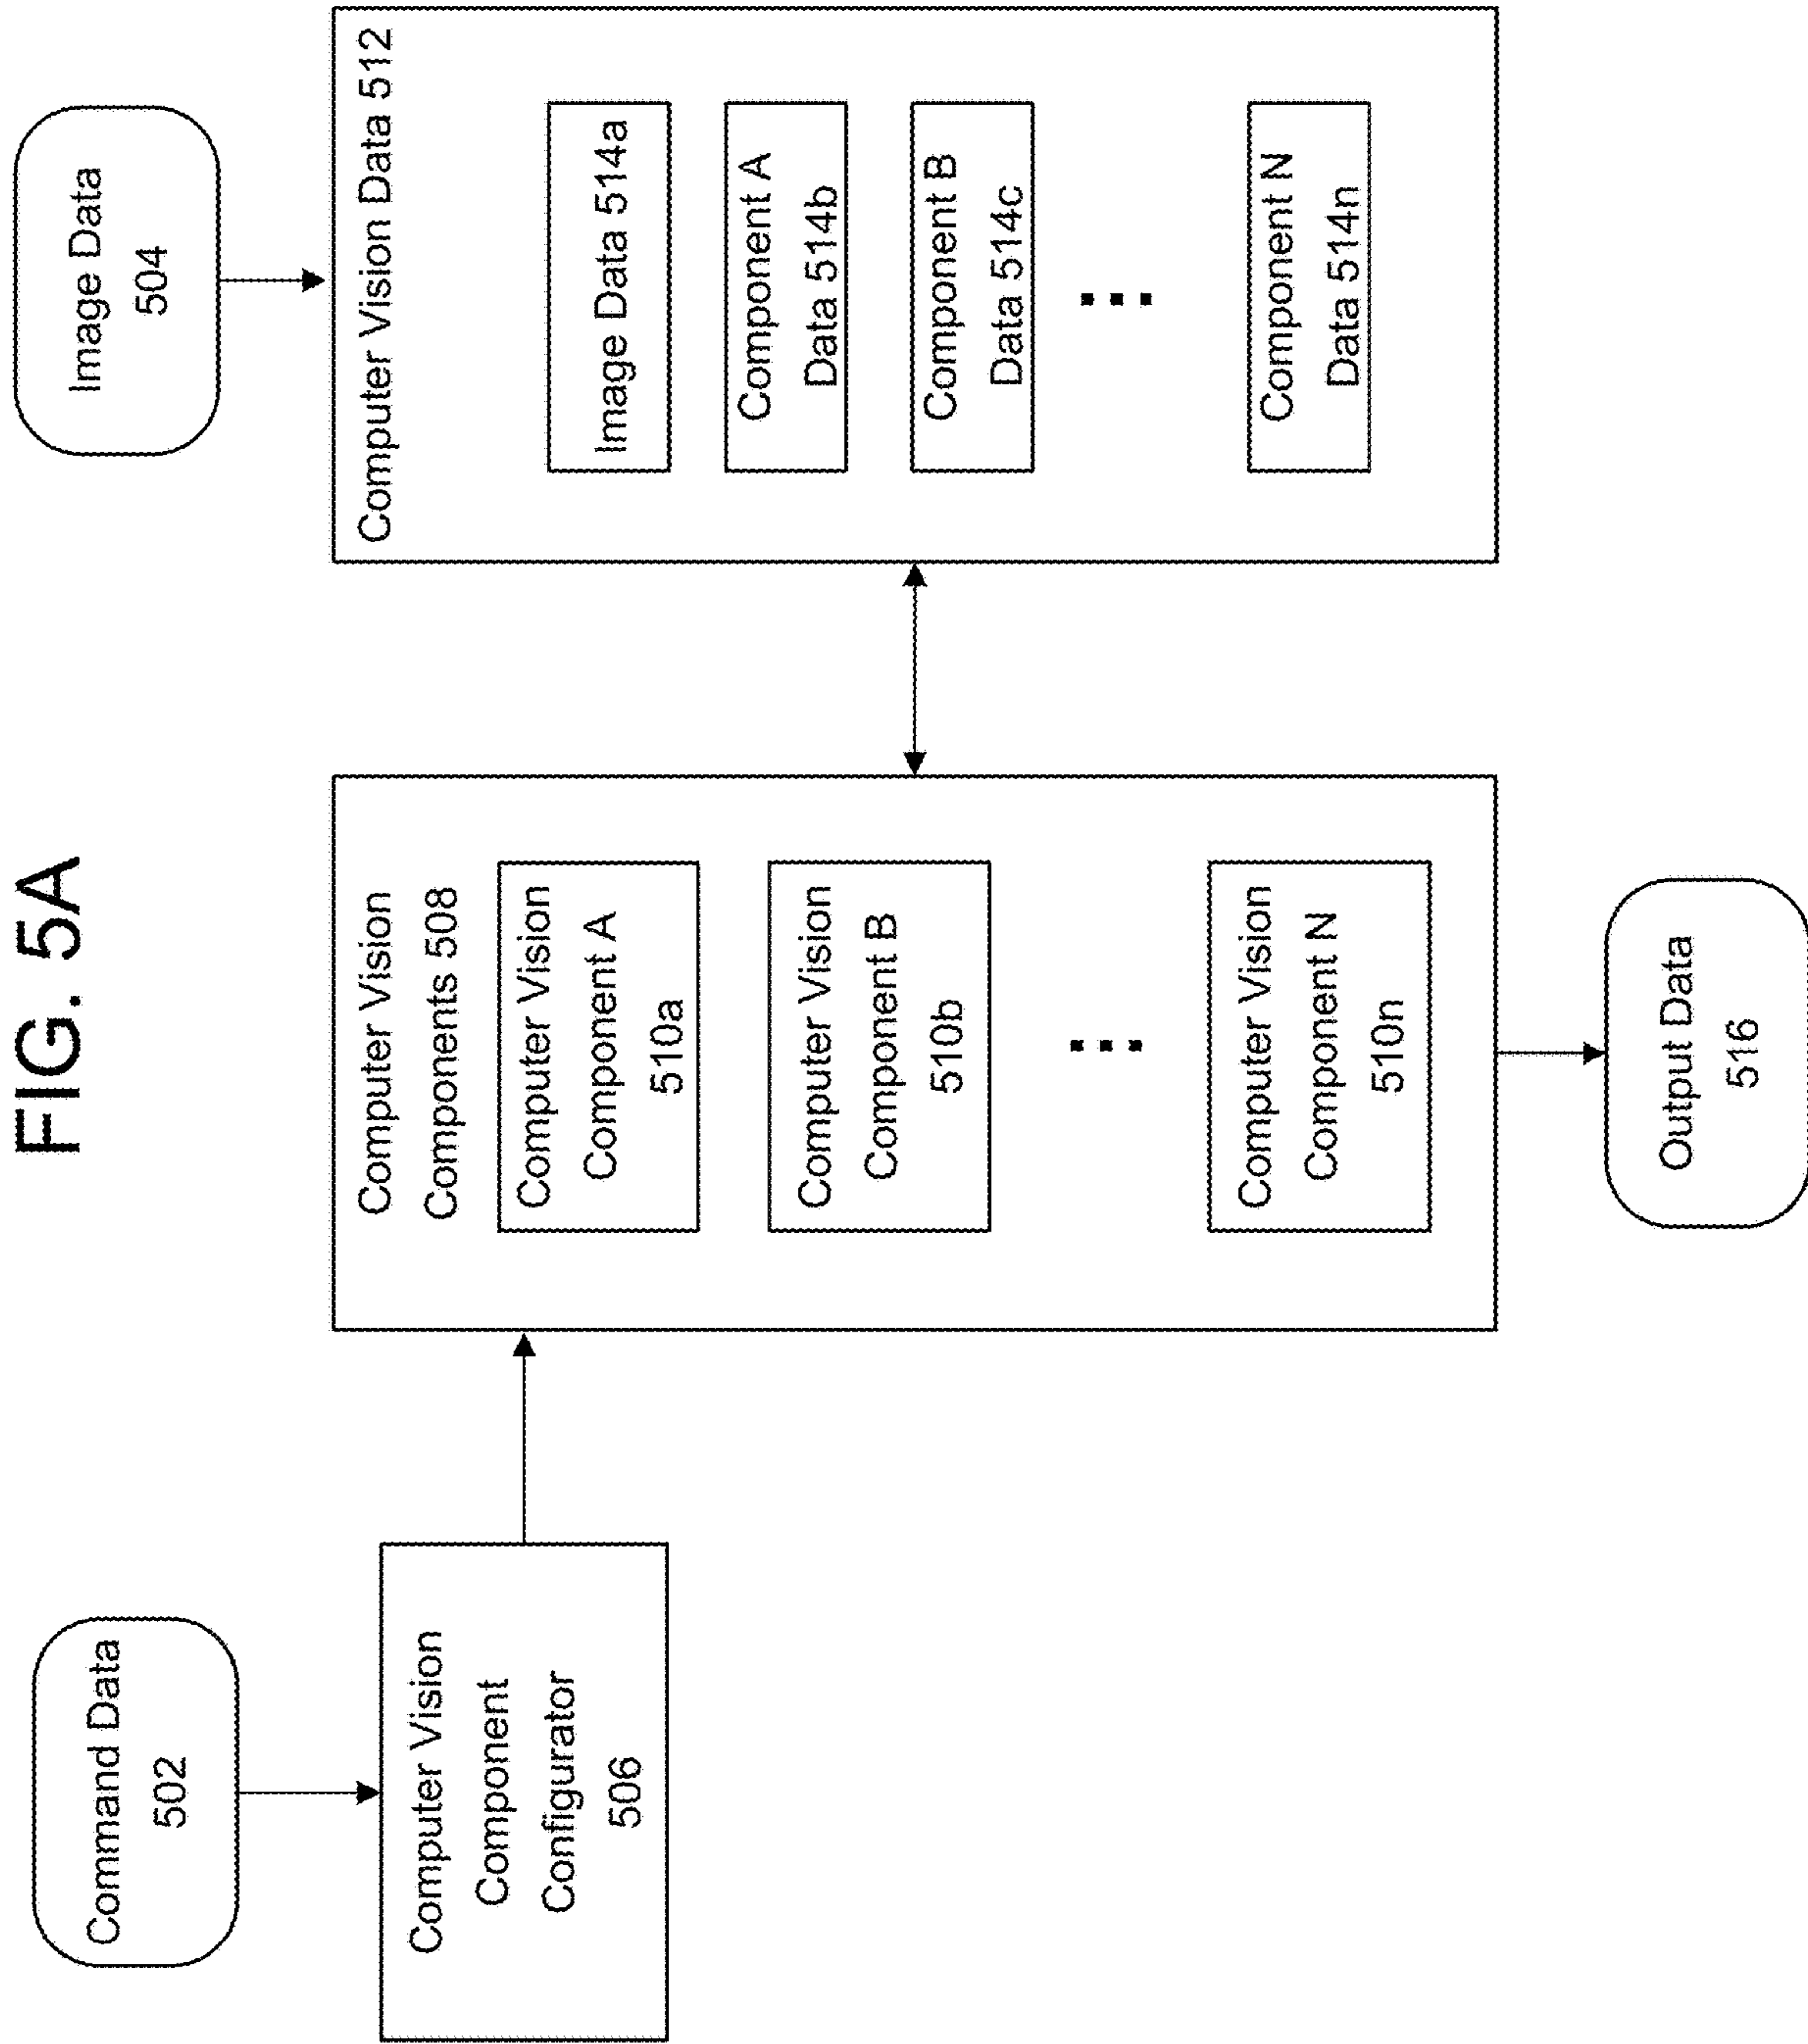 FIG. 5A
Command Data
502
Computer Vision
Component
Configurator
506
Computer Vision
Components 508
Computer Vision
Component A
510a
Computer Vision
Component B
510b
Computer Vision
Component N
510n
Output Data
516
Image Data
504
Computer Vision Data 512
Image Data 514a
Component A
Data 514b
Component B
Data 514c
Component N
Data 514n